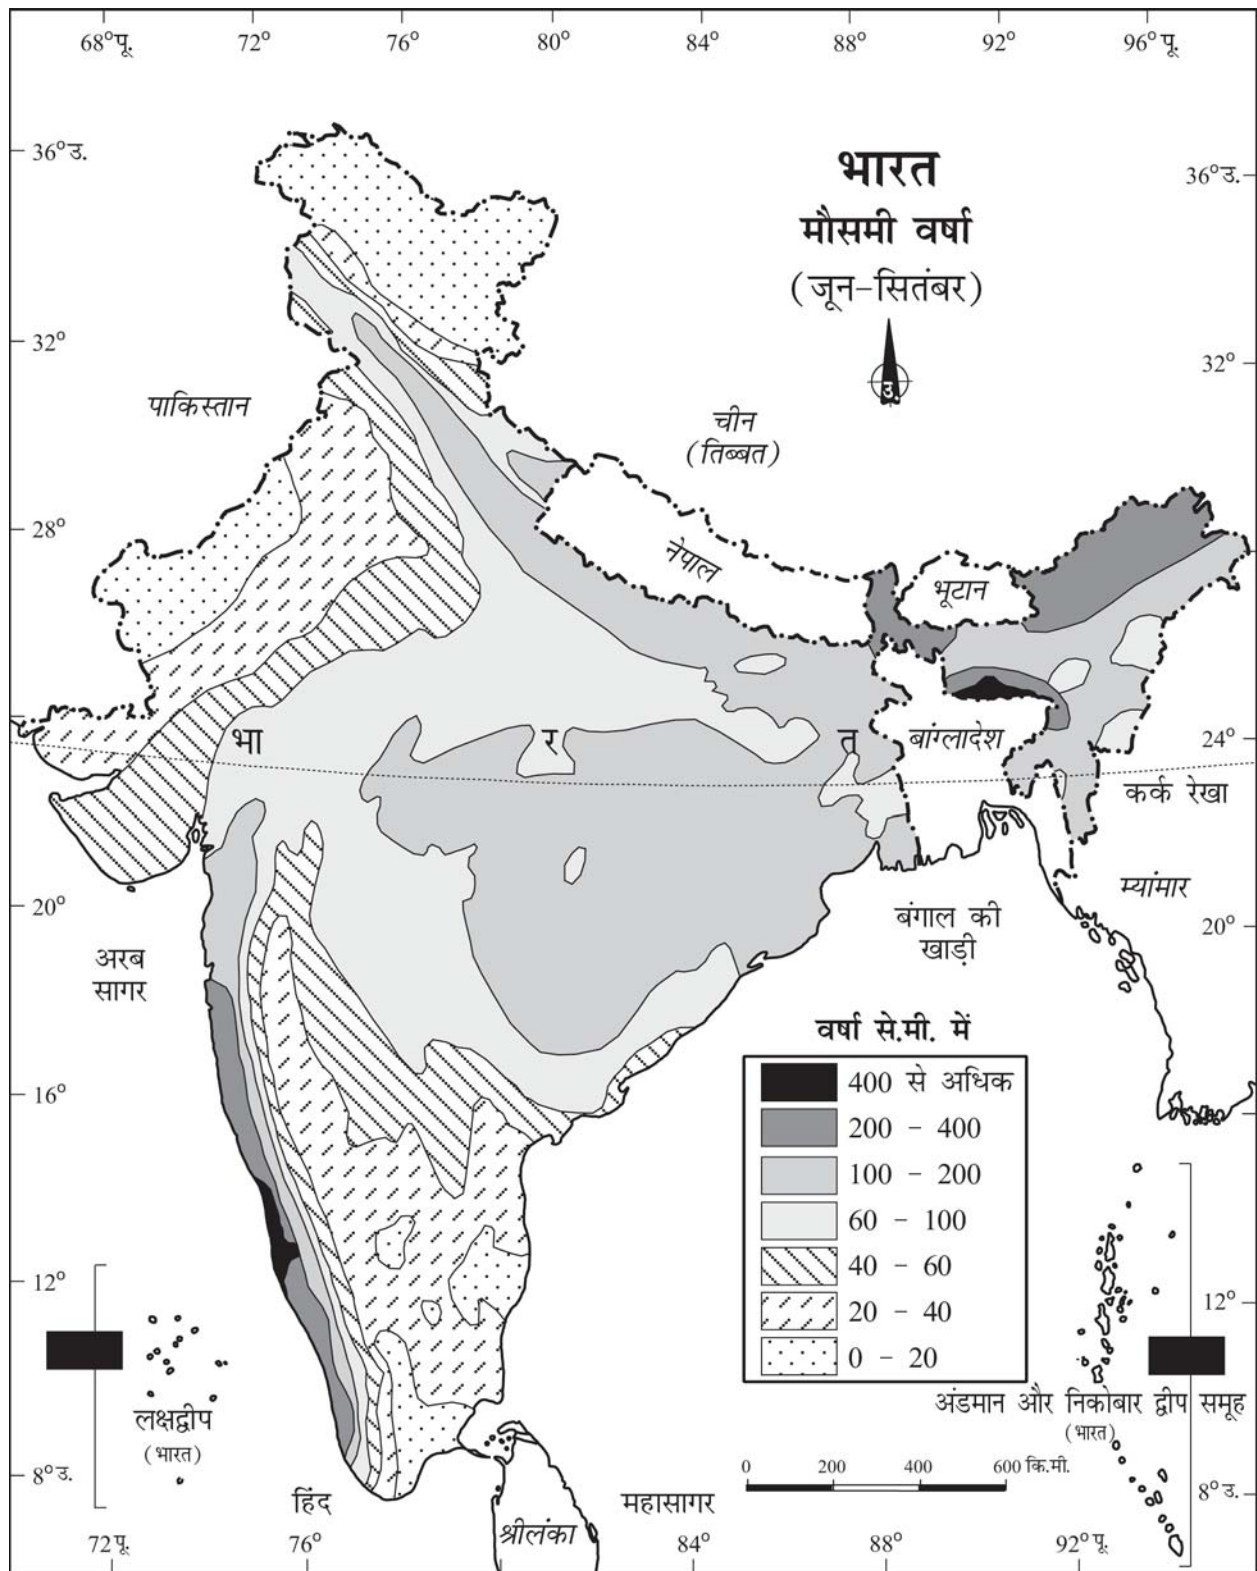 68°पू.
72°
76°
80°
84°
88°
92°
96°पू.
36°उ.
36°उ.
भारत
मौसमी वर्षा
(जून-सितंबर)
उ.
32°
32°
पाकिस्तान
चीन
(तिब्बत)
28°
नेपाल
भूटान
भा
र
त
बांग्लादेश
24°
कर्क रेखा
म्यांमार
20°
20°
अरब
सागर
बंगाल की
खाड़ी
वर्षा से.मी. में
400 से अधिक
200 - 400
100 - 200
60 - 100
40 - 60
20 - 40
0 - 20
16°
12°
12°
लक्षद्वीप
(भारत)
अंडमान और निकोबार द्वीप समूह
(भारत)
0 200 400 600 कि.मी.
8°उ.
8°उ.
हिंद
महासागर
श्रीलंका
72°पू.
76°
84°
88°
92°पू.